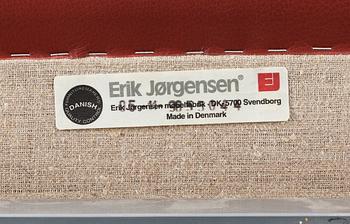 DANISH
Erik Jørgensen®
Erik Jørgensen møbelfabrik · DK-5700 Svendborg
Made in Denmark